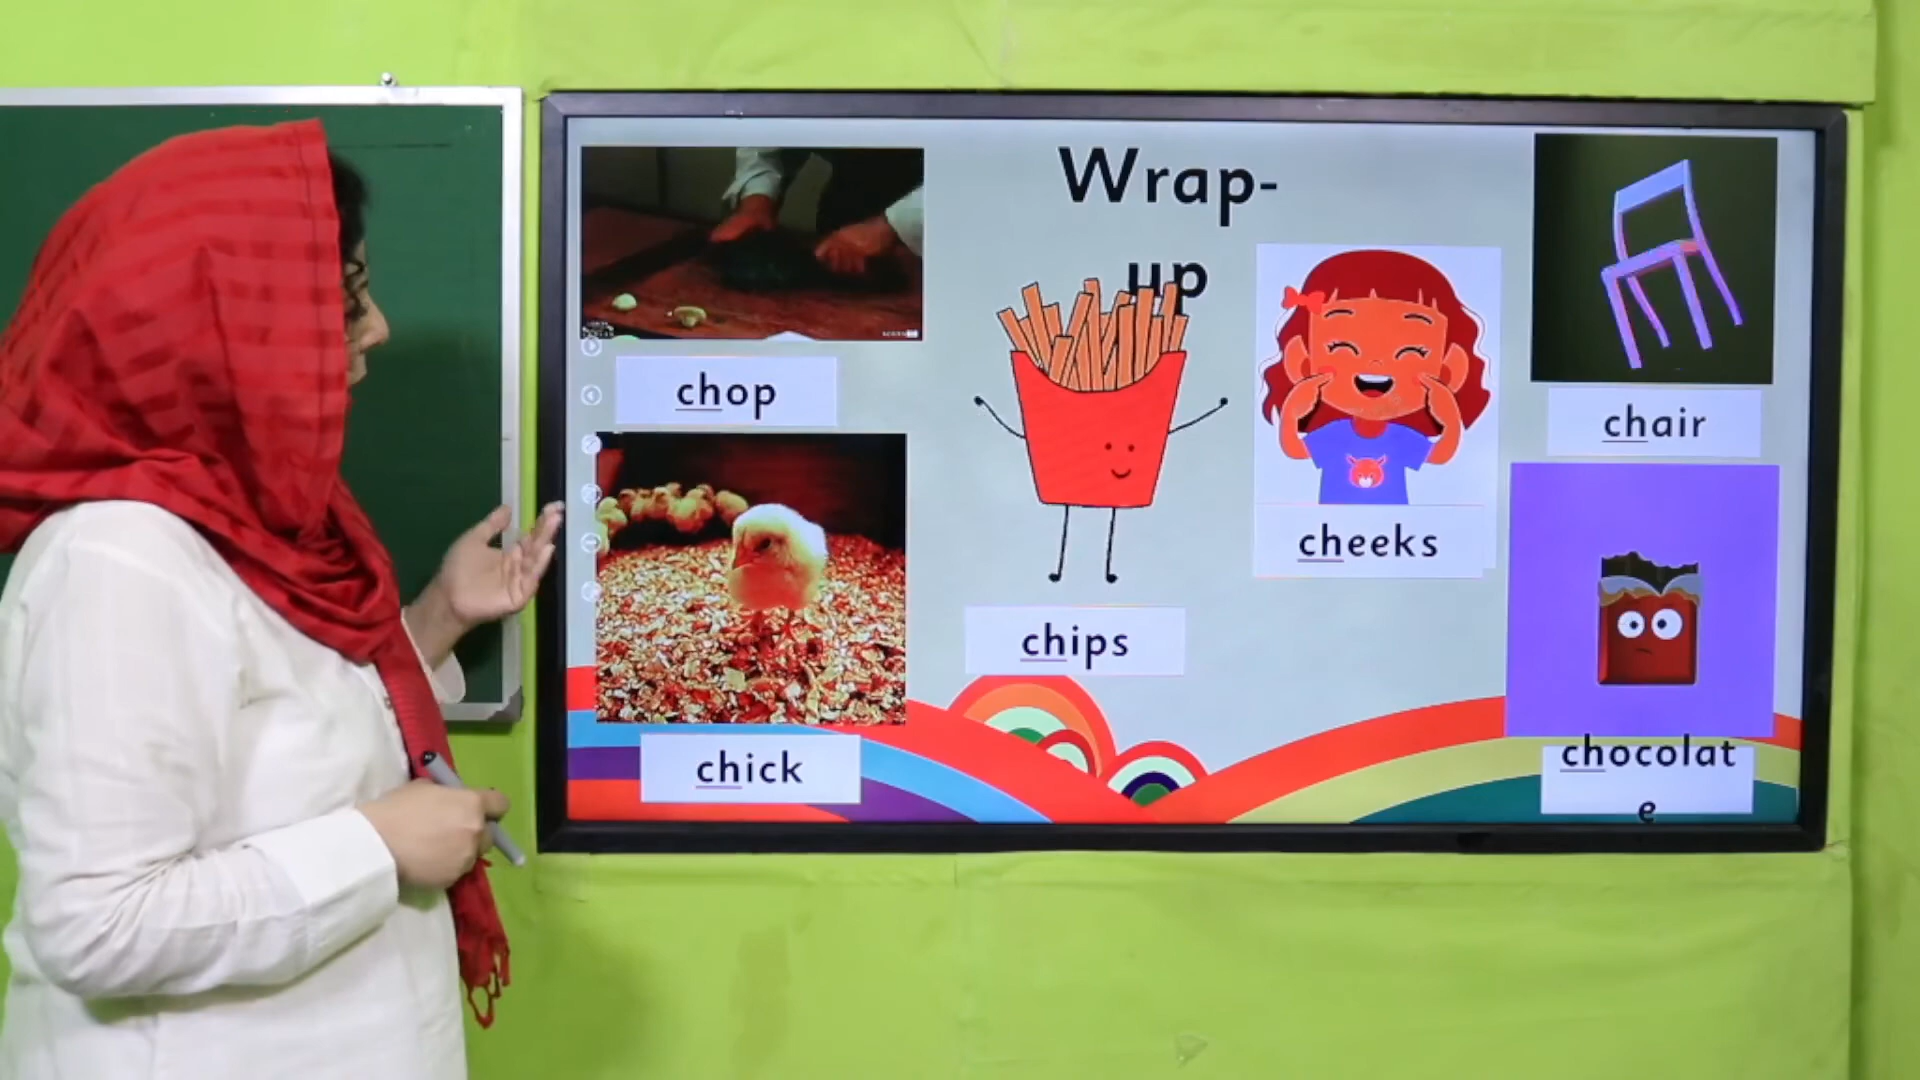 Wrap-
up
chop
chick
chips
cheeks
chair
chocolat
e